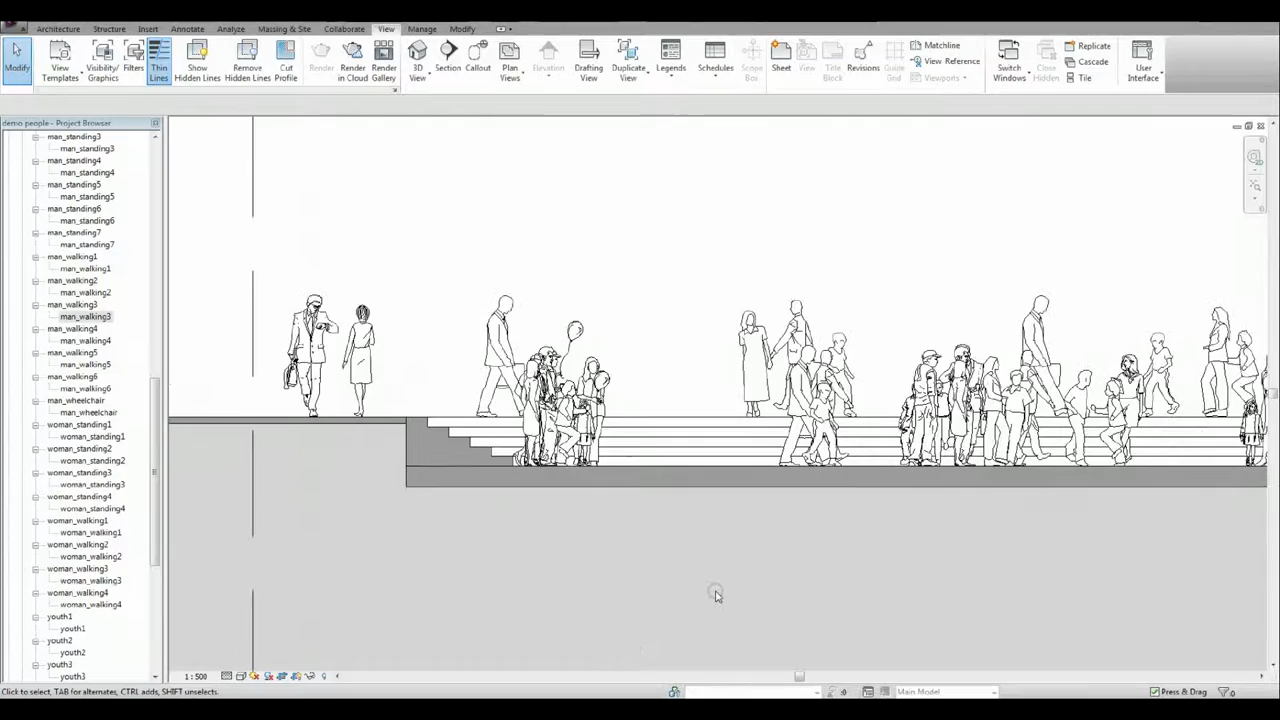 Architecture Structure Insert Annotate Analyze Massing & Site Collaborate View Manage Modify
Modify
View Templates
Visibility/ Graphics
Filters
Thin Lines
Show Hidden Lines
Remove Hidden Lines
Cut Profile
Render
Render in Cloud
Render Gallery
3D View
Section
Callout
Plan Views
Elevation
Drafting View
Duplicate View
Legends
Schedules
Scope Box
Sheet
View
Title Block
Revisions
Guide Grid
Matchline
View Reference
Viewports
Switch Windows
Close Hidden
Replicate
Cascade
Tile
User Interface
demo people - Project Browser
man_standing3
man_standing3
man_standing4
man_standing4
man_standing5
man_standing5
man_standing6
man_standing6
man_standing7
man_standing7
man_walking1
man_walking1
man_walking2
man_walking2
man_walking3
man_walking3
man_walking4
man_walking4
man_walking5
man_walking5
man_walking6
man_walking6
man_wheelchair
man_wheelchair
woman_standing1
woman_standing1
woman_standing2
woman_standing2
woman_standing3
woman_standing3
woman_standing4
woman_standing4
woman_walking1
woman_walking1
woman_walking2
woman_walking2
woman_walking3
woman_walking3
woman_walking4
woman_walking4
youth1
youth1
youth2
youth2
youth3
youth3
1 : 500
Click to select, TAB for alternates, CTRL adds, SHIFT unselects.
:0
Main Model
Press & Drag
:0